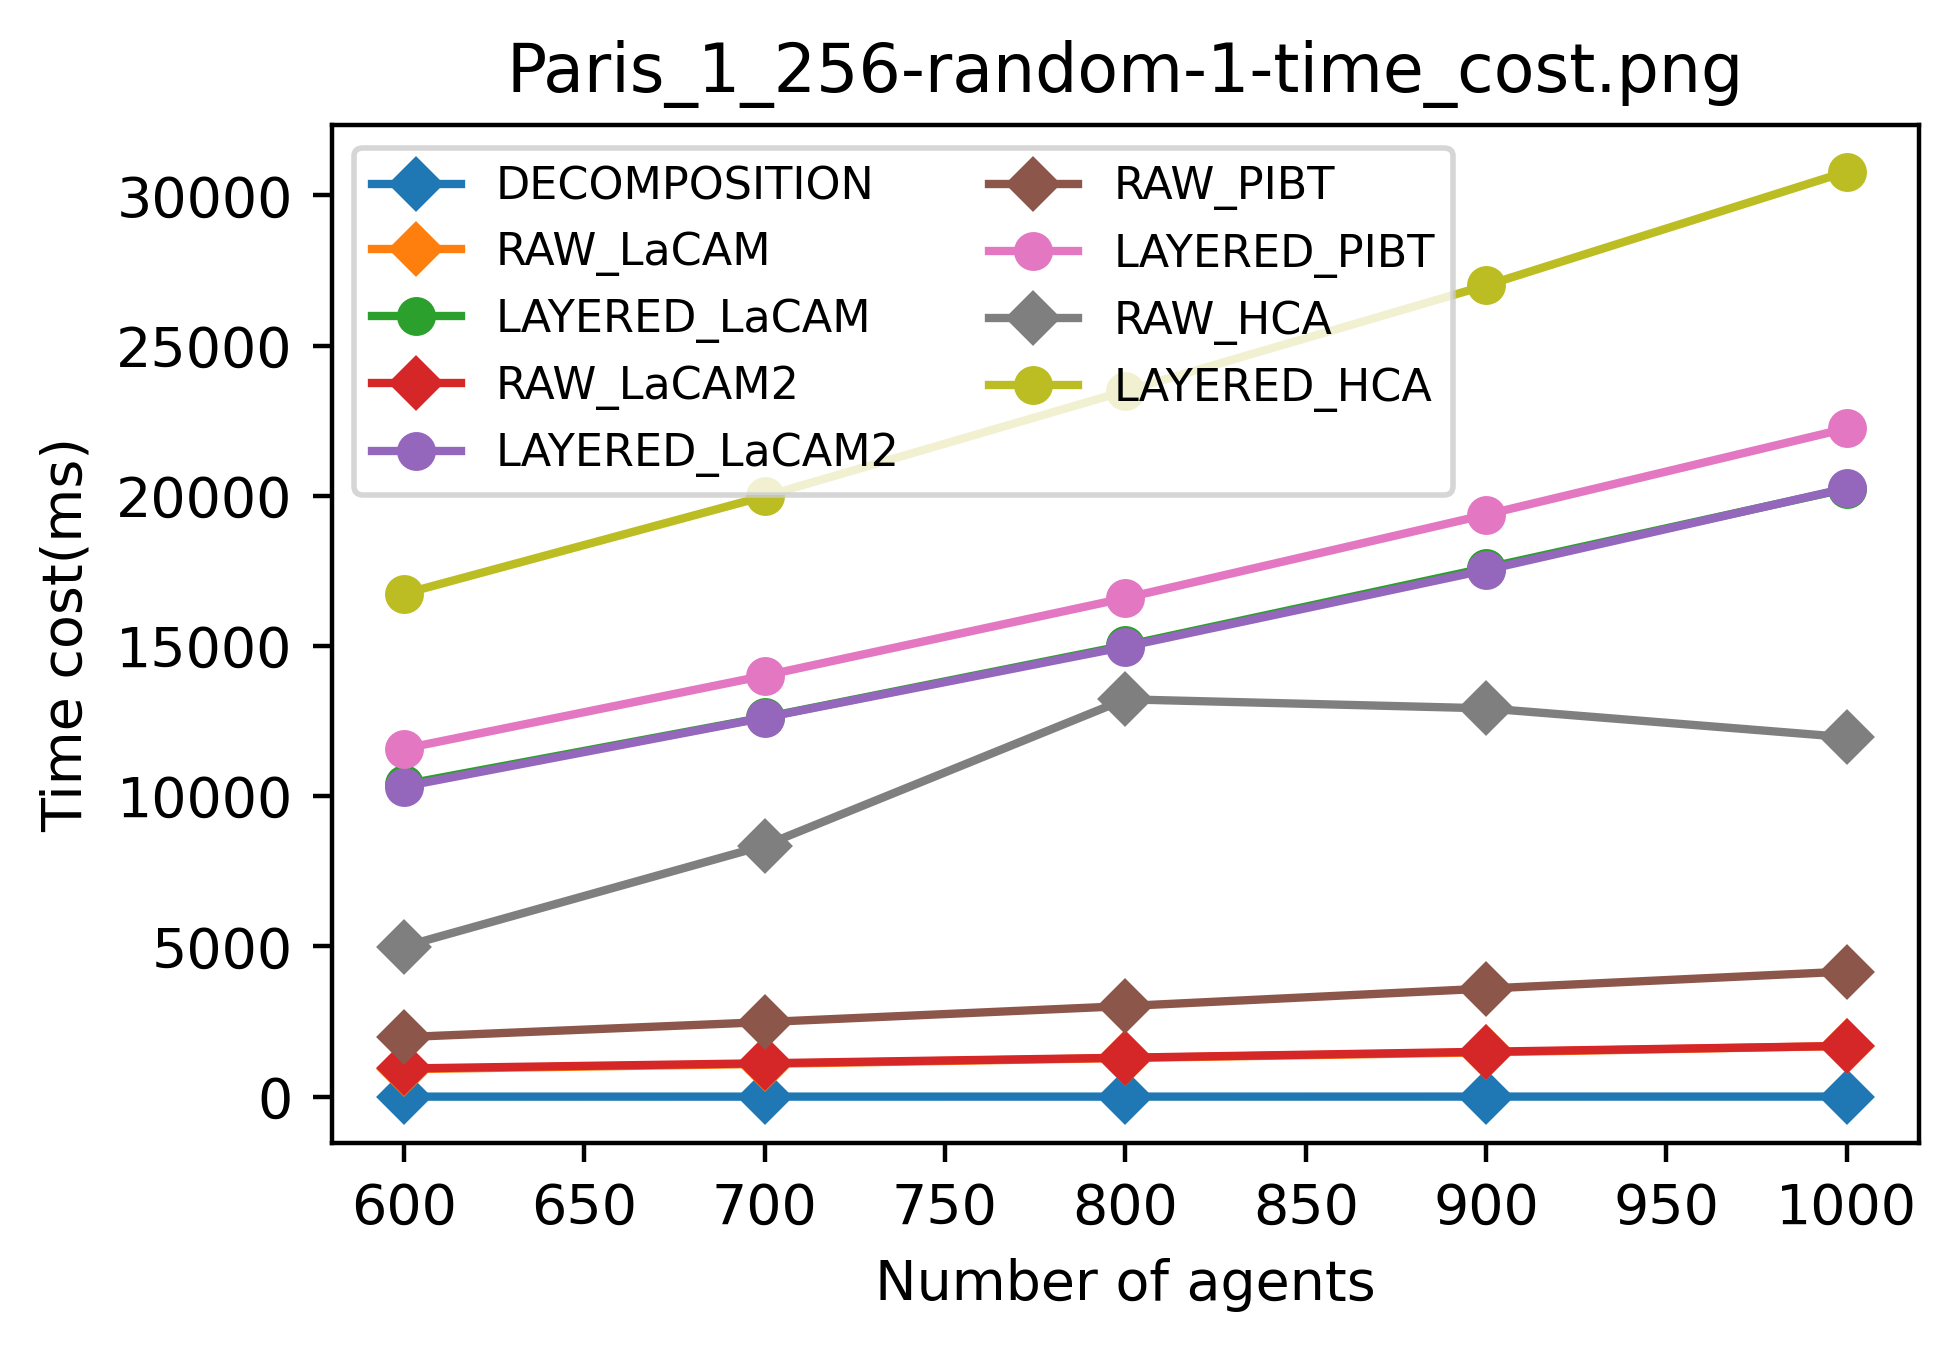 Paris_1_256-random-1-time_cost.png
DECOMPOSITION
RAW_LaCAM
LAYERED_LaCAM
RAW_LaCAM2
LAYERED_LaCAM2
RAW_PIBT
LAYERED_PIBT
RAW_HCA
LAYERED_HCA
Time cost(ms)
30000
25000
20000
15000
10000
5000
0
600 650 700 750 800 850 900 950 1000
Number of agents